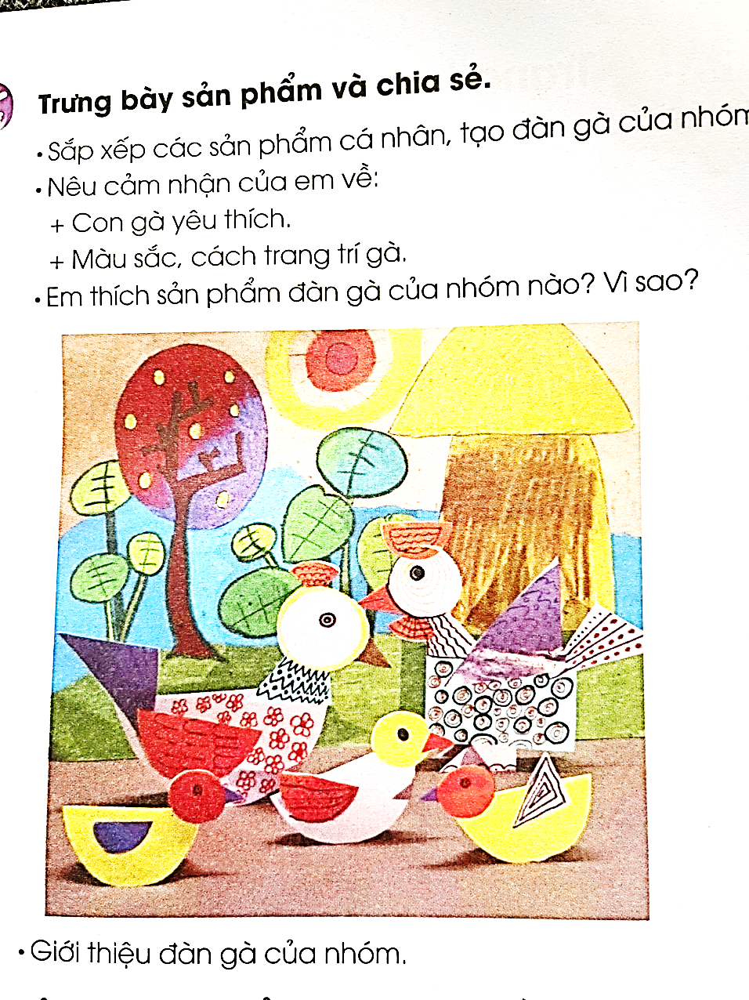 Trưng bày sản phẩm và chia sẻ.
• Sắp xếp các sản phẩm cá nhân, tạo đàn gà của nhóm
• Nêu cảm nhận của em về:
+ Con gà yêu thích.
+ Màu sắc, cách trang trí gà.
• Em thích sản phẩm đàn gà của nhóm nào? Vì sao?
• Giới thiệu đàn gà của nhóm.